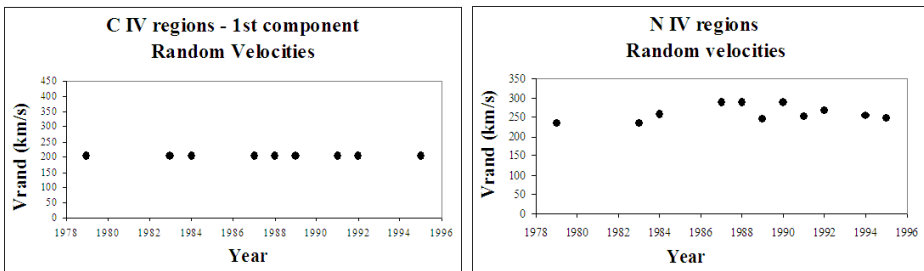 C IV regions - 1st component
Random Velocities
Vrand (km/s)
450
400
350
300
250
200
150
100
50
0
1978 1980 1982 1984 1986 1988 1990 1992 1994 1996
Year
N IV regions
Random velocities
Vrand (km/s)
350
300
250
200
150
100
50
0
1978 1980 1982 1984 1986 1988 1990 1992 1994 1996
Year